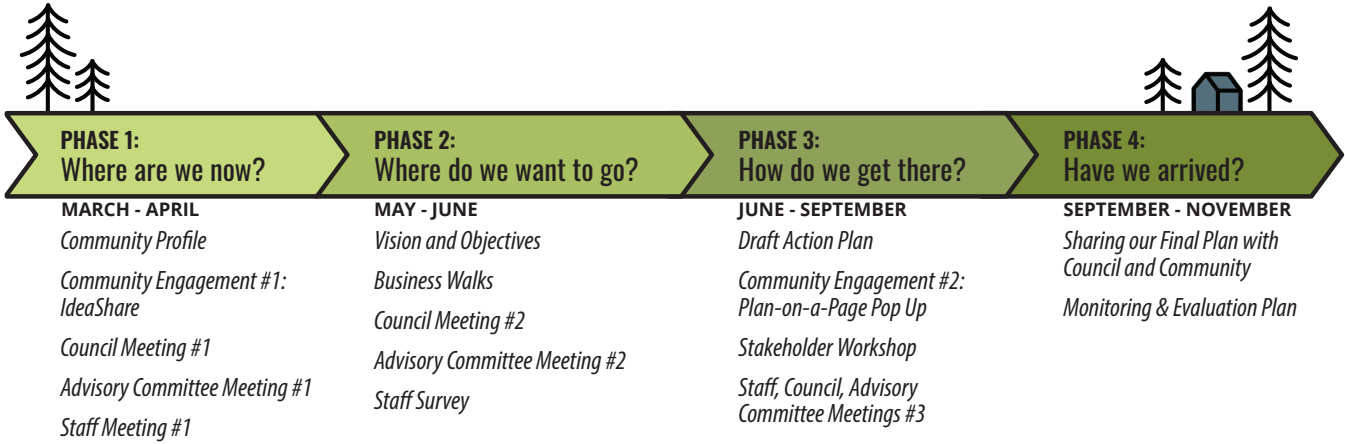 PHASE 1:
Where are we now?
MARCH - APRIL
Community Profile
Community Engagement #1:
IdeaShare
Council Meeting #1
Advisory Committee Meeting #1
Staff Meeting #1
PHASE 2:
Where do we want to go?
MAY - JUNE
Vision and Objectives
Business Walks
Council Meeting #2
Advisory Committee Meeting #2
Staff Survey
PHASE 3:
How do we get there?
JUNE - SEPTEMBER
Draft Action Plan
Community Engagement #2:
Plan-on-a-Page Pop Up
Stakeholder Workshop
Staff, Council, Advisory
Committee Meetings #3
PHASE 4:
Have we arrived?
SEPTEMBER - NOVEMBER
Sharing our Final Plan with
Council and Community
Monitoring & Evaluation Plan